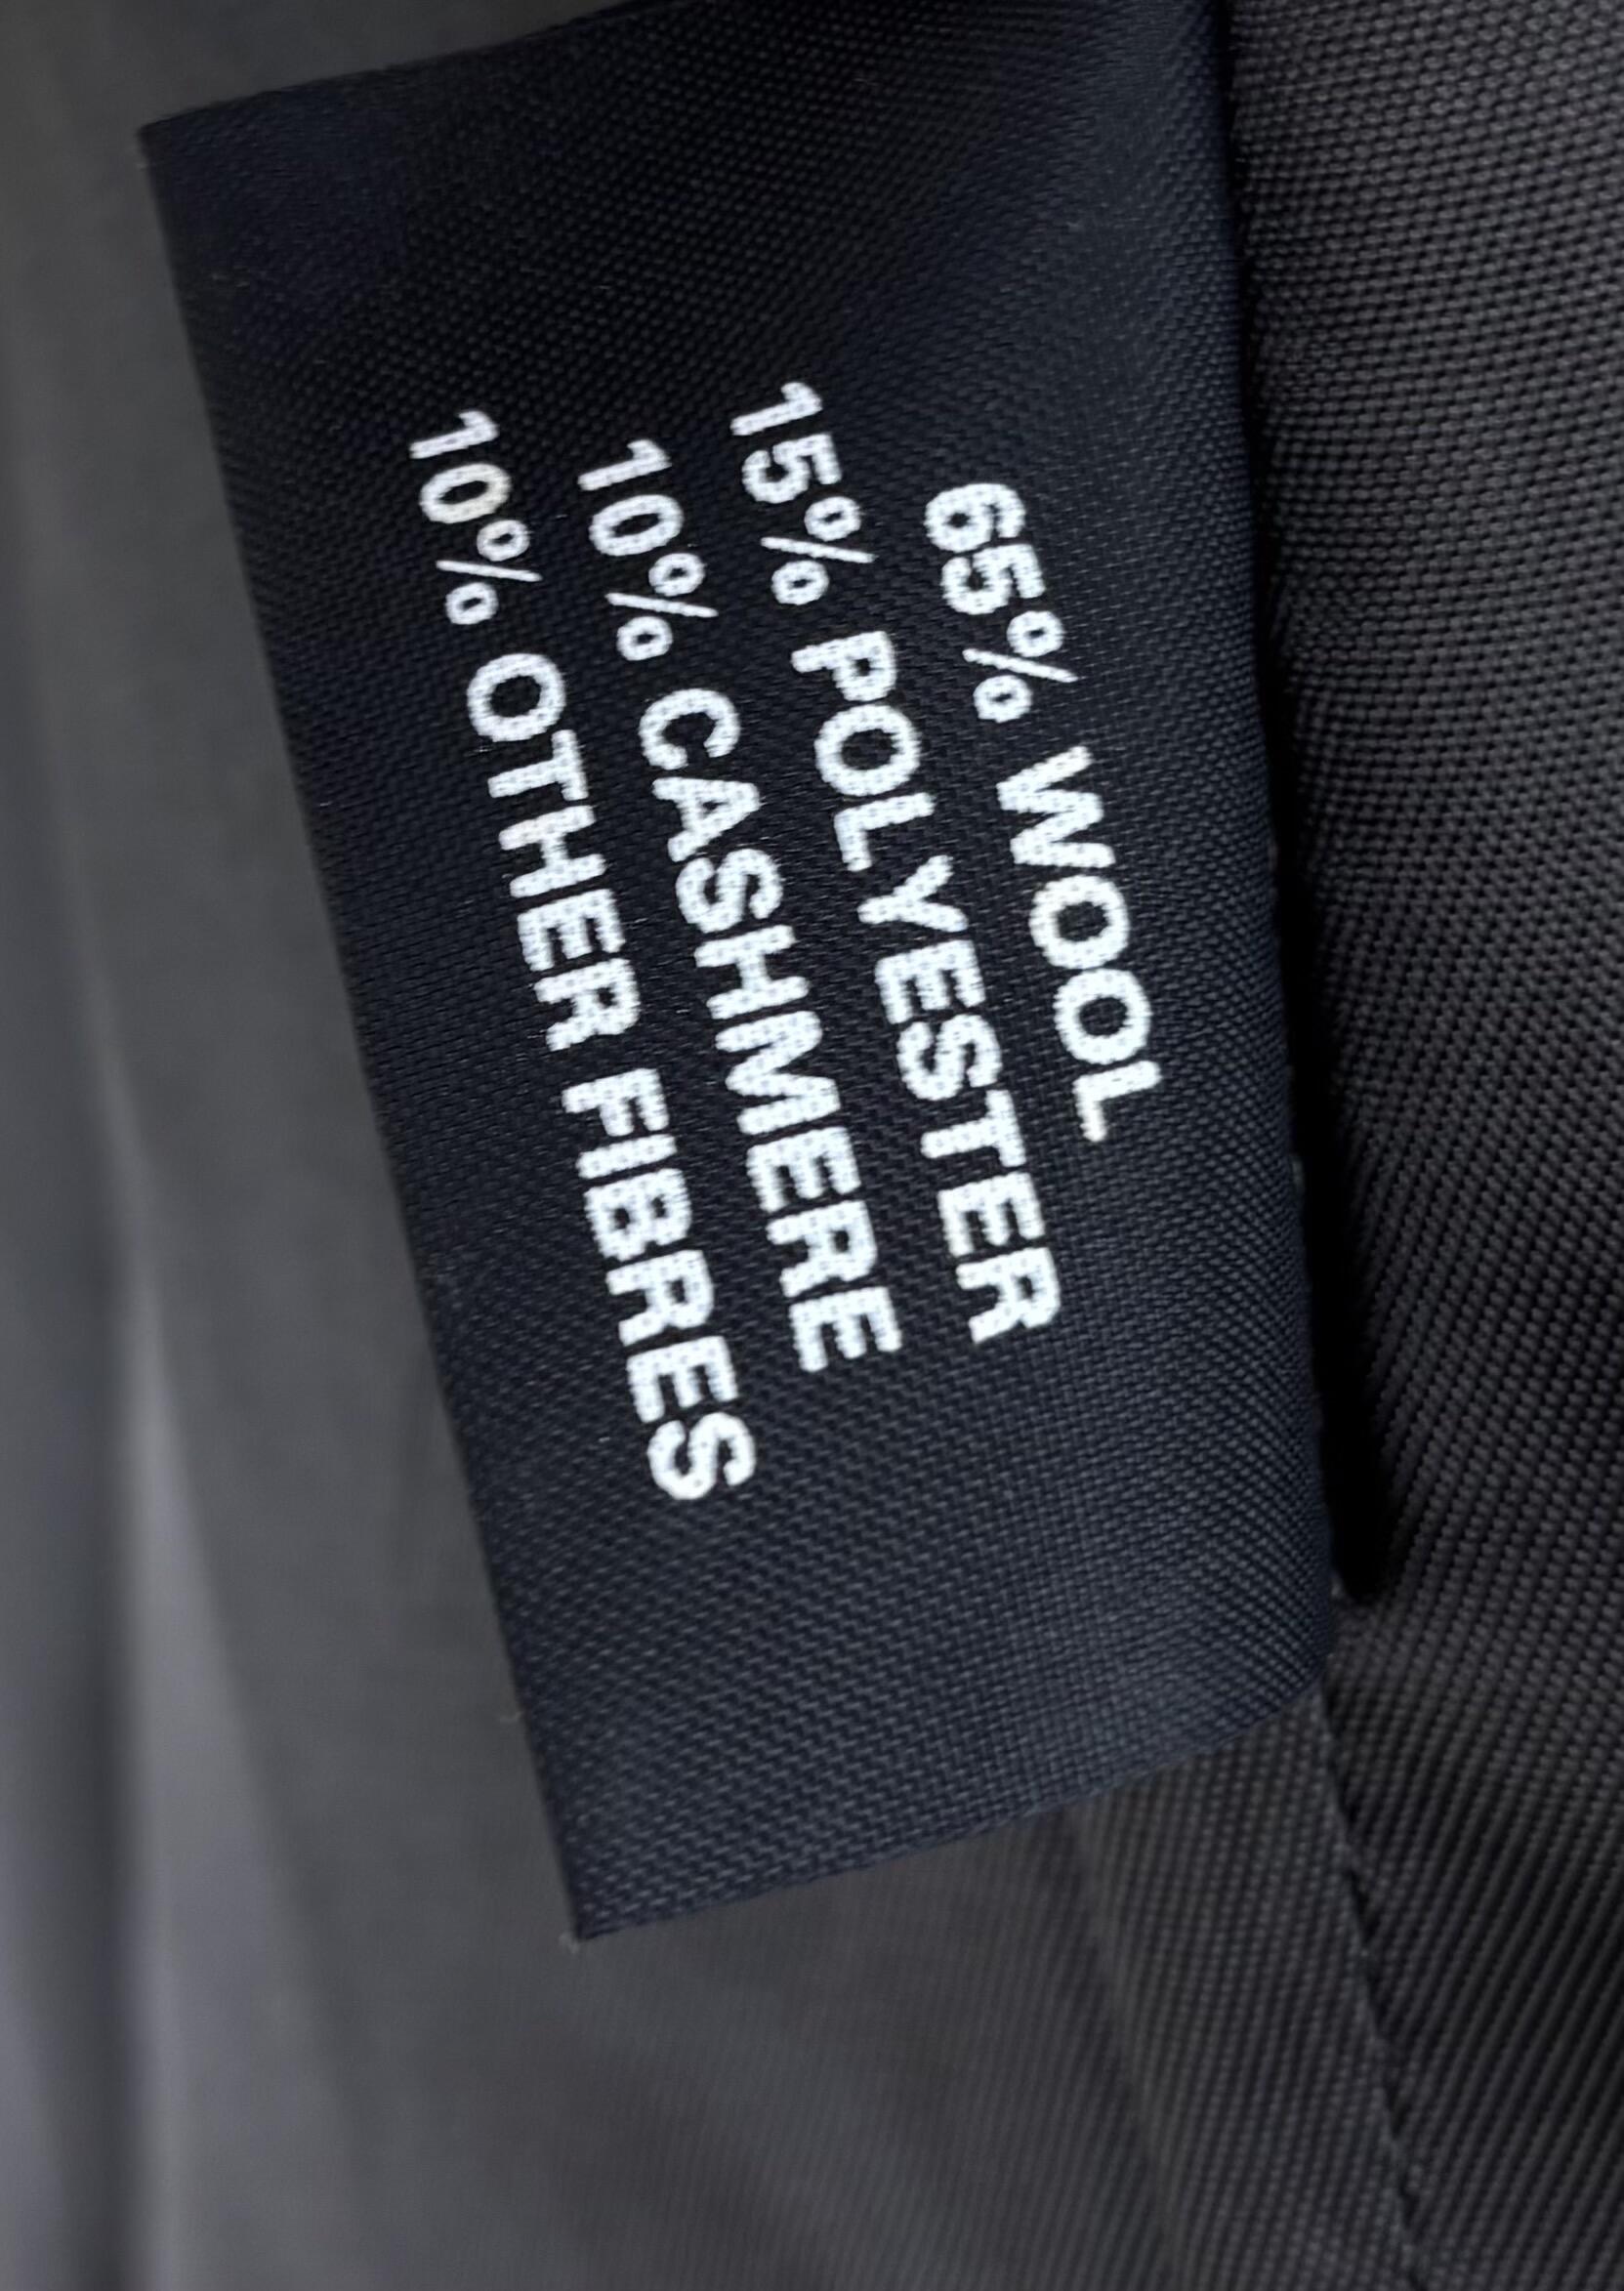 65% WOOL
15% POLYESTER
10% CASHMERE
10% OTHER FIBRES